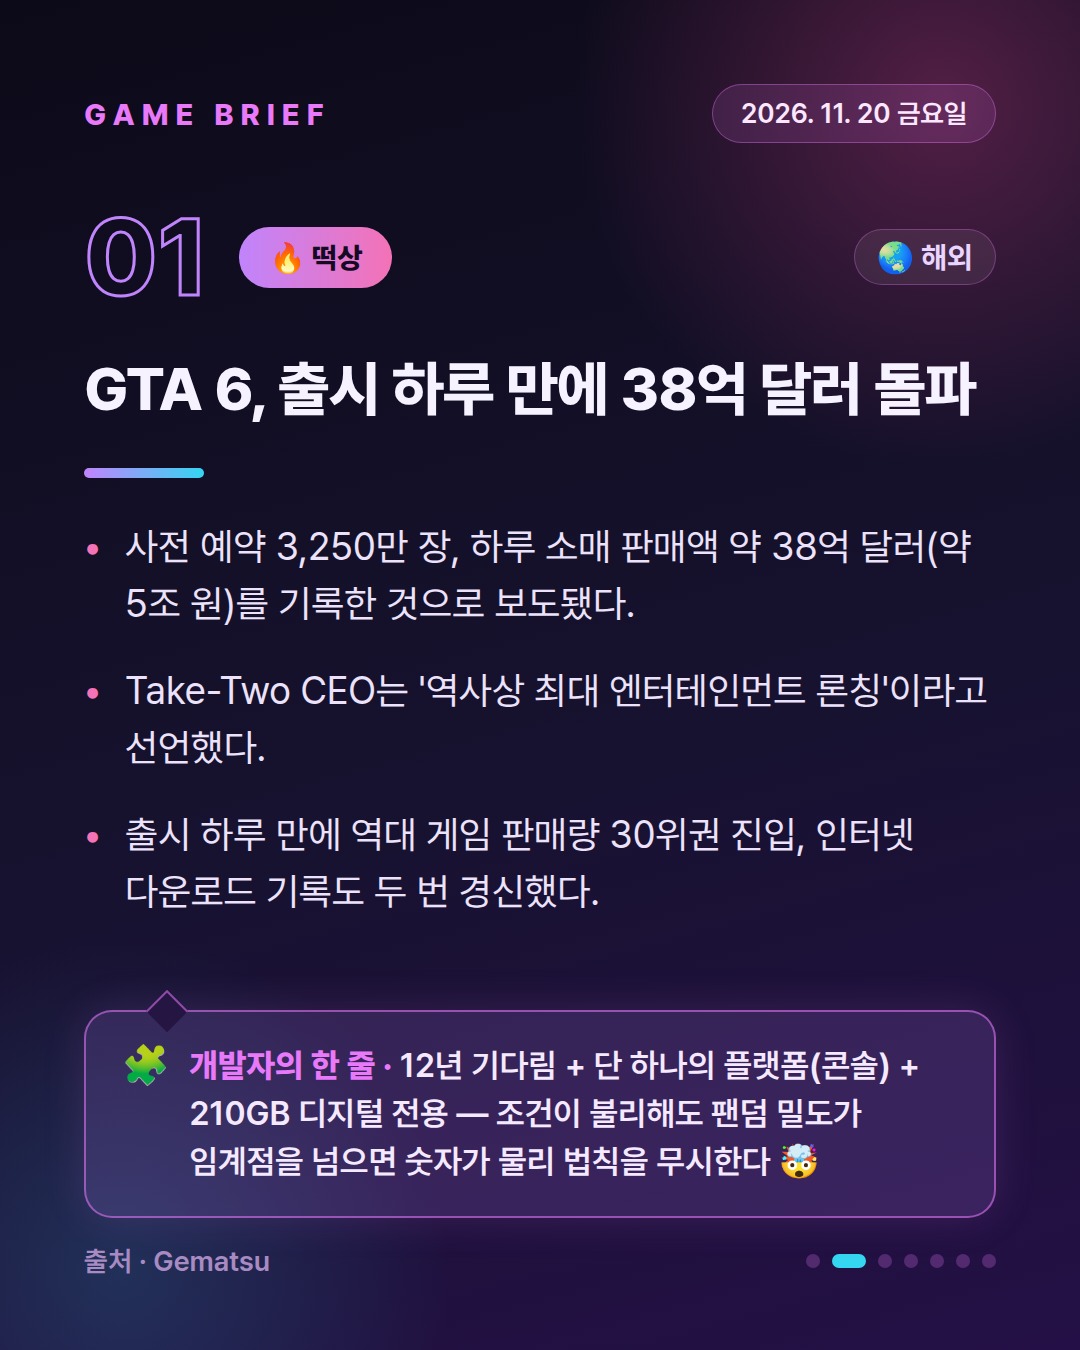 GAME BRIEF
2026. 11. 20 금요일
01
🔥 떡상
🌏 해외
GTA 6, 출시 하루 만에 38억 달러 돌파
• 사전 예약 3,250만 장, 하루 소매 판매액 약 38억 달러(약
5조 원)를 기록한 것으로 보도됐다.
• Take-Two CEO는 '역사상 최대 엔터테인먼트 론칭'이라고
선언했다.
• 출시 하루 만에 역대 게임 판매량 30위권 진입, 인터넷
다운로드 기록도 두 번 경신했다.
🧩 개발자의 한 줄 · 12년 기다림 + 단 하나의 플랫폼(콘솔) +
210GB 디지털 전용 — 조건이 불리해도 팬덤 밀도가
임계점을 넘으면 숫자가 물리 법칙을 무시한다 🤯
출처 · Gematsu